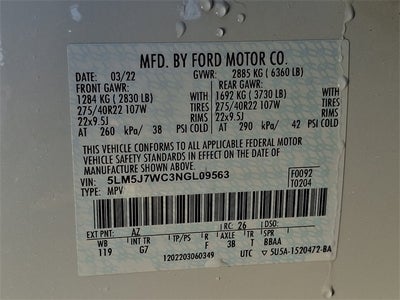 MFD. BY FORD MOTOR CO.
DATE: 03/22 GVWR: 2885 KG ( 6360 LB)
FRONT GAWR: REAR GAWR:
1284 KG ( 2830 LB) 1692 KG ( 3730 LB)
275/40R22 107W TIRES 275/40R22 107W TIRES
22x9.5J RIMS 22x9.5J RIMS
AT 260 kPa/ 38 PSI COLD AT 290 kPa/ 42 PSI COLD
THIS VEHICLE CONFORMS TO ALL APPLICABLE FEDERAL MOTOR
VEHICLE SAFETY STANDARDS IN EFFECT ON THE DATE OF
MANUFACTURE SHOWN ABOVE.
VIN: 5LM5J7WC3NGL09563 F0092
TYPE: MPV T0204
EXT PNT: AZ RC: 26 DSO:
WB INT TR TP/PS R AXLE TR SPR
119 G7 F 3B T BBAA
1202203060349 UTC ▽5U5A-1520472-BA